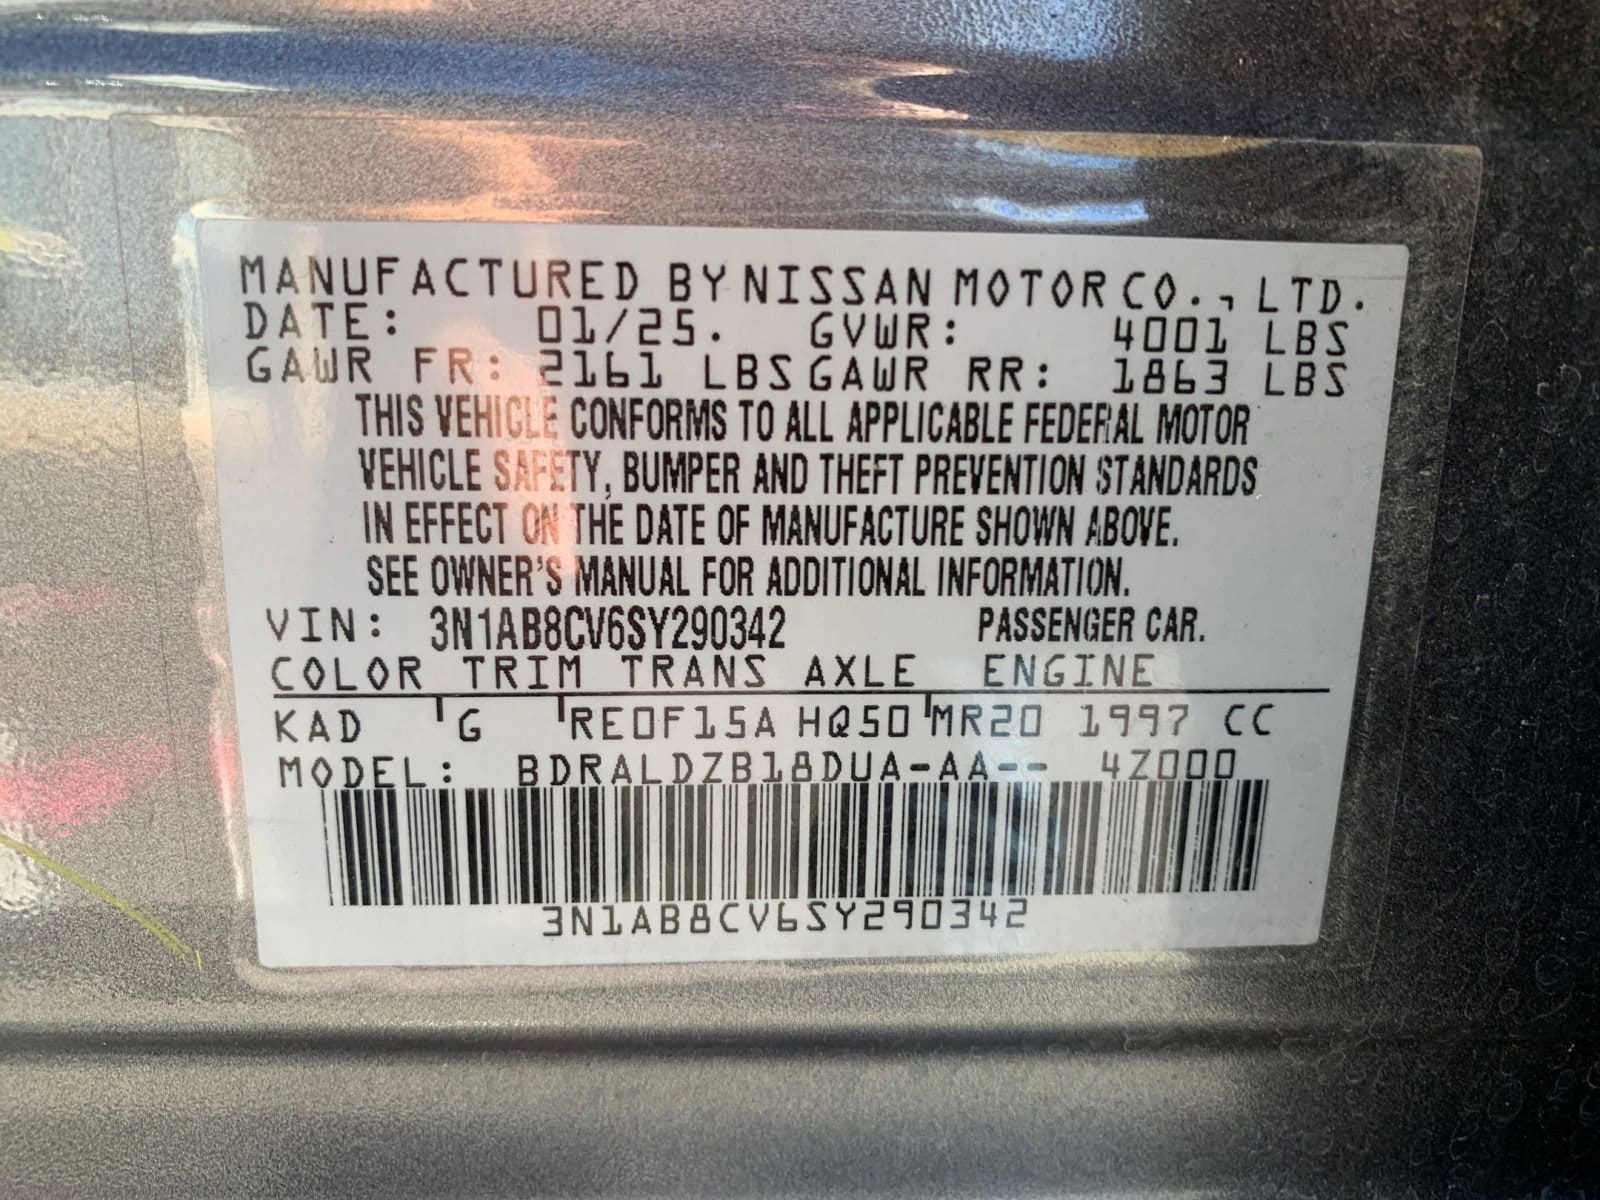 MANUFACTURED BY NISSAN MOTOR CO., LTD.
DATE: 01/25. GVWR: 4001 LBS
GAWR FR: 2161 LBS GAWR RR: 1863 LBS
THIS VEHICLE CONFORMS TO ALL APPLICABLE FEDERAL MOTOR
VEHICLE SAFETY, BUMPER AND THEFT PREVENTION STANDARDS
IN EFFECT ON THE DATE OF MANUFACTURE SHOWN ABOVE.
SEE OWNER'S MANUAL FOR ADDITIONAL INFORMATION.
VIN: 3N1AB8CV6SY290342 PASSENGER CAR.
COLOR TRIM TRANS AXLE ENGINE
KAD G RE0F15A HQ50 MR20 1997 CC
MODEL: BDRALDZB18DUA-AA-- 4Z000
3N1AB8CV6SY290342